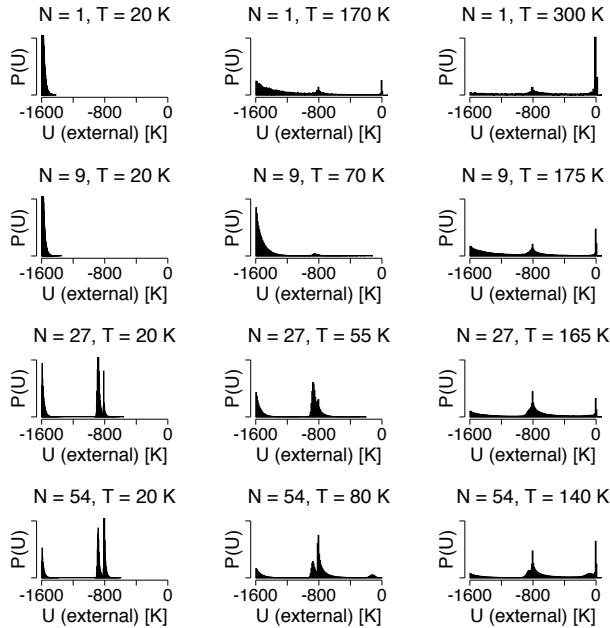 N = 1, T = 20 K N = 1, T = 170 K N = 1, T = 300 K
P(U) P(U) P(U)
-1600 -800 0 -1600 -800 0 -1600 -800 0
U (external) [K] U (external) [K] U (external) [K]
N = 9, T = 20 K N = 9, T = 70 K N = 9, T = 175 K
P(U) P(U) P(U)
-1600 -800 0 -1600 -800 0 -1600 -800 0
U (external) [K] U (external) [K] U (external) [K]
N = 27, T = 20 K N = 27, T = 55 K N = 27, T = 165 K
P(U) P(U) P(U)
-1600 -800 0 -1600 -800 0 -1600 -800 0
U (external) [K] U (external) [K] U (external) [K]
N = 54, T = 20 K N = 54, T = 80 K N = 54, T = 140 K
P(U) P(U) P(U)
-1600 -800 0 -1600 -800 0 -1600 -800 0
U (external) [K] U (external) [K] U (external) [K]